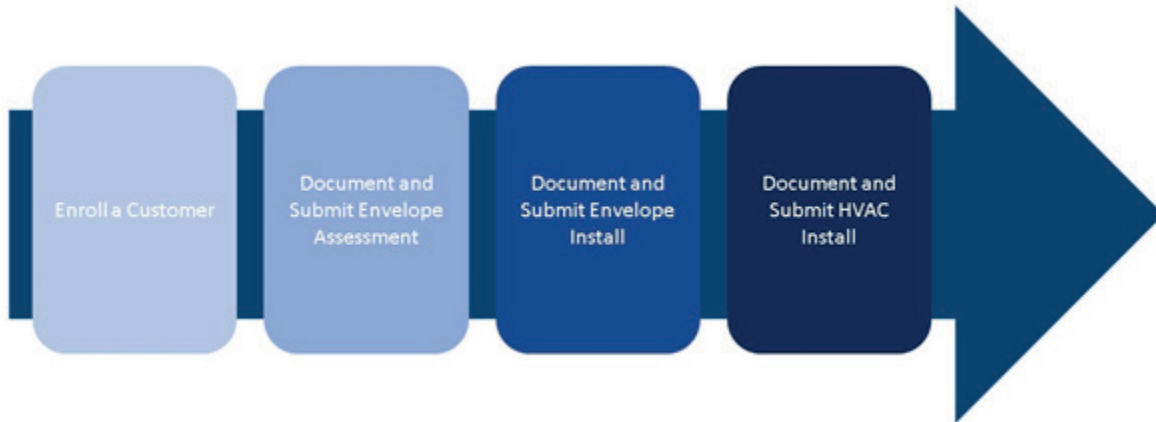 Enroll a Customer
Document and
Submit Envelope
Assessment
Document and
Submit Envelope
Install
Document and
Submit HVAC
Install